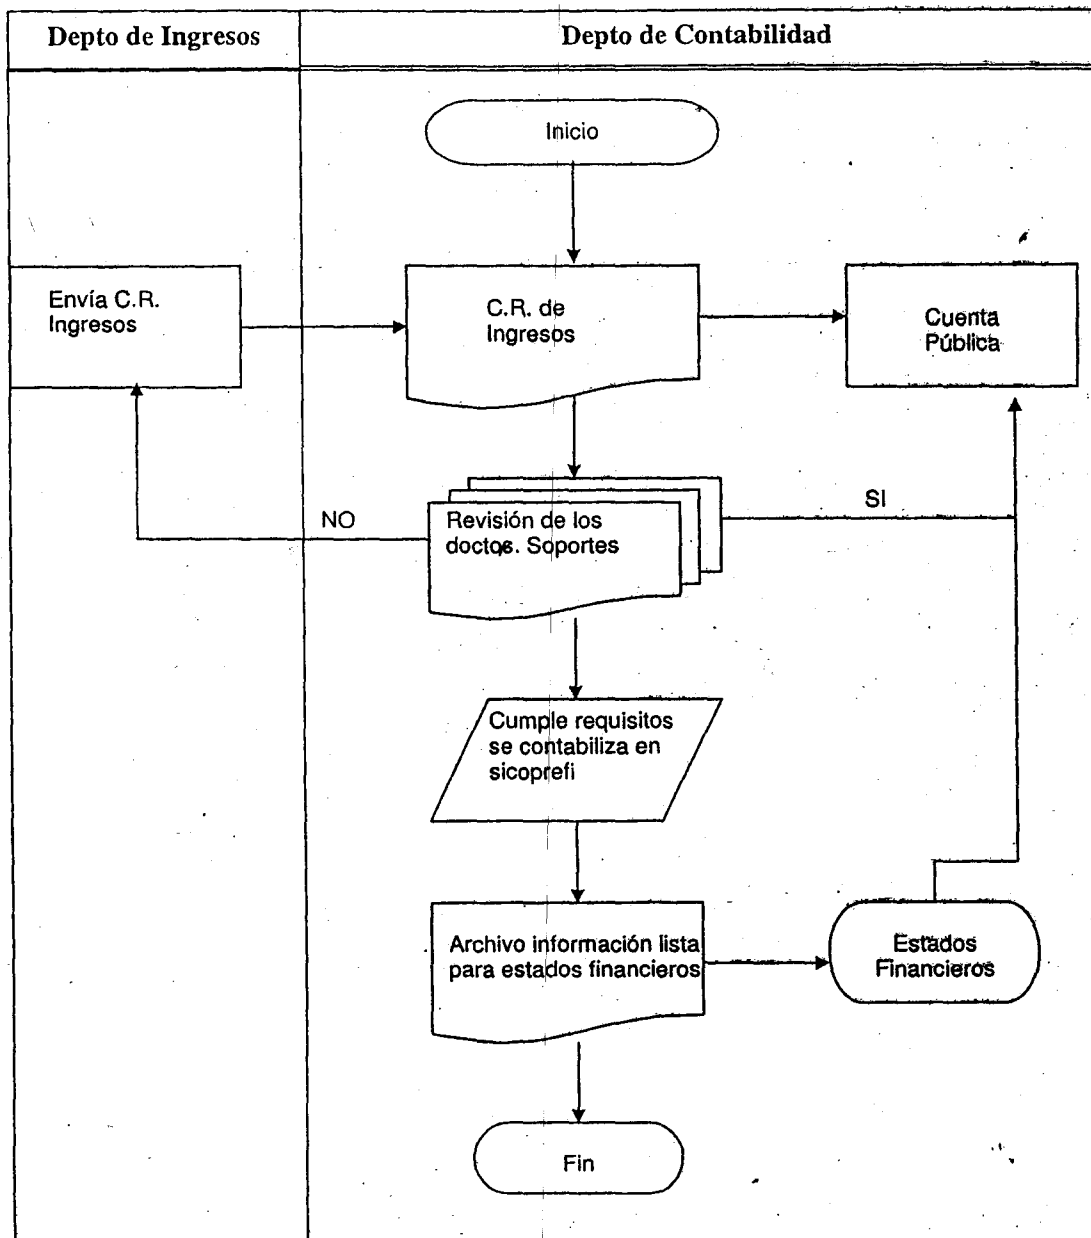 Depto de Ingresos
Depto de Contabilidad
Inicio
Envía C.R.
Ingresos
C.R. de
Ingresos
Cuenta
Pública
NO
Revisión de los
doctos. Soportes
SI
Cumple requisitos
se contabiliza en
sicoprefi
Archivo información lista
para estados financieros
Estados
Financieros
Fin